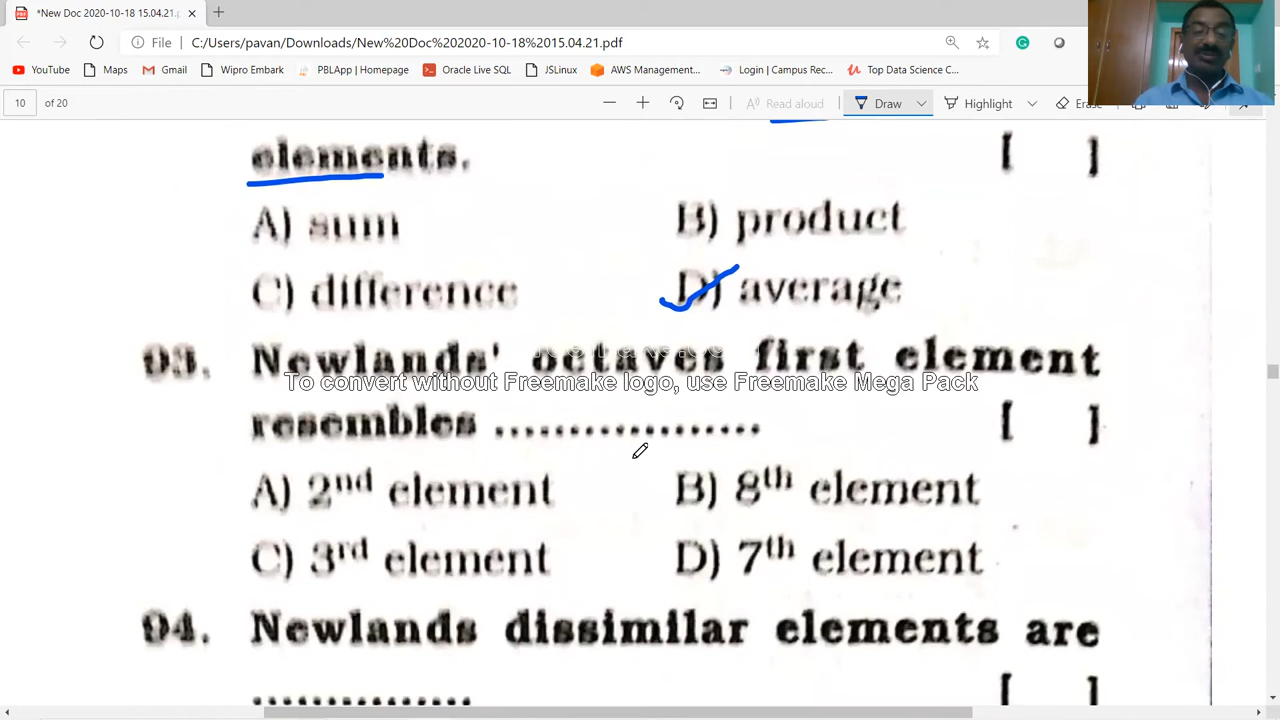 *New Doc 2020-10-18 15.04.21.p
File C:/Users/pavan/Downloads/New%20Doc%202020-10-18%2015.04.21.pdf
YouTube Maps Gmail Wipro Embark PBLApp | Homepage Oracle Live SQL JSLinux AWS Management... Login | Campus Rec... Top Data Science C...
10 of 20 Read aloud Draw Highlight Erase
elements. [ ]
A) sum B) product
C) difference D) average
93. Newlands' octaves first element
To convert without Freemake logo, use Freemake Mega Pack
resembles .................. [ ]
A) 2nd element B) 8th element
C) 3rd element D) 7th element
94. Newlands dissimilar elements are
............... [ ]